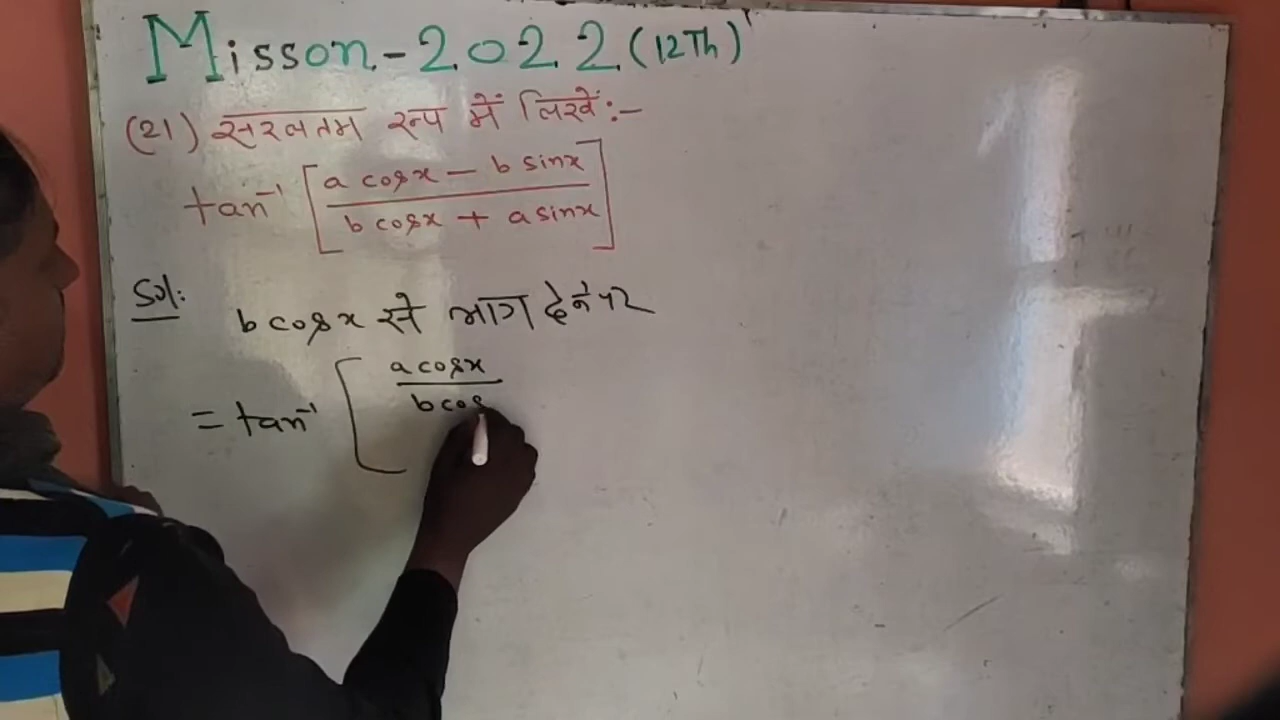 Misson-2022 (12Th)
(21) सरलतम रूप में लिखें:-
tan⁻¹ [ a cosx - b sinx
b cosx + a sinx ]
Sol:
b cosx से भाग देने पर
= tan⁻¹ [ a cosx
b cos